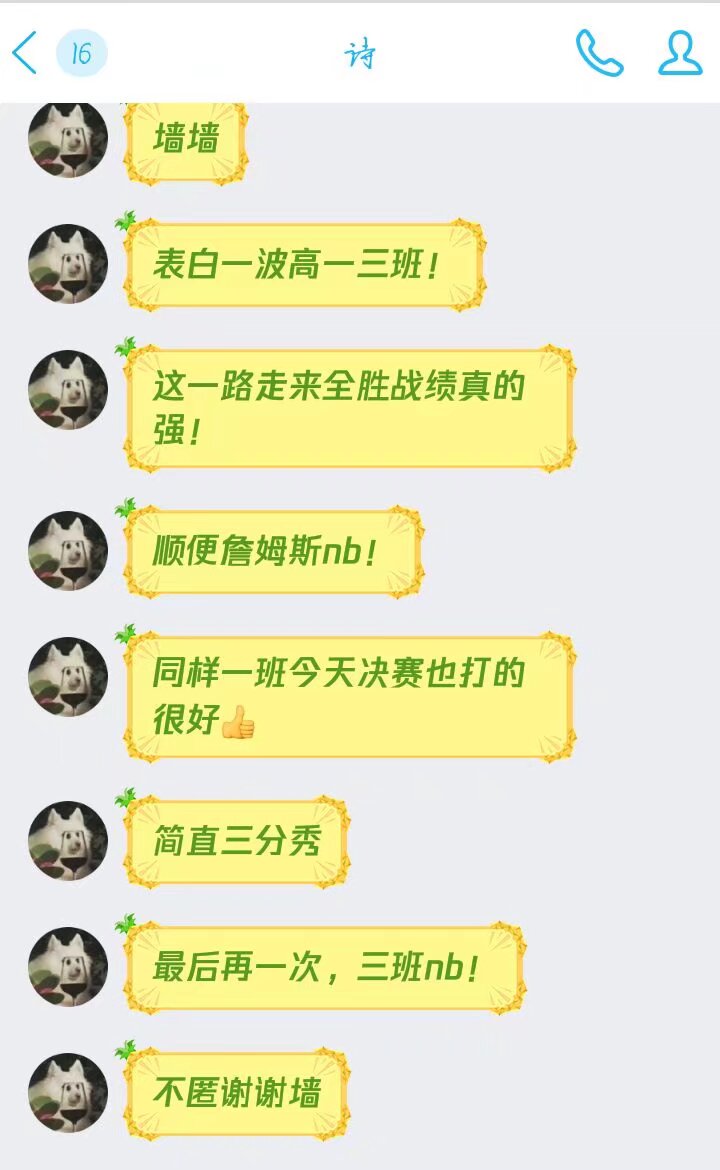 16
诗
墙墙
表白一波高一三班！
这一路走来全胜战绩真的
强！
顺便詹姆斯nb！
同样一班今天决赛也打的
很好👍
简直三分秀
最后再一次，三班nb！
不匿谢谢墙